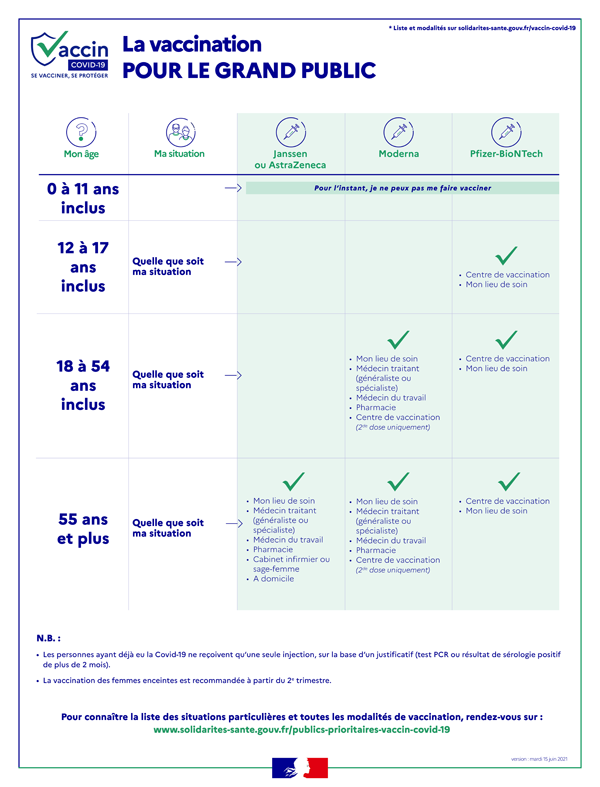 * Liste et modalités sur solidarites-sante.gouv.fr/vaccin-covid-19
Vaccin
COVID-19
SE VACCINER, SE PROTÉGER
La vaccination
POUR LE GRAND PUBLIC
Mon âge
Ma situation
Janssen
ou AstraZeneca
Moderna
Pfizer-BioNTech
0 à 11 ans
inclus
Pour l'instant, je ne peux pas me faire vacciner
12 à 17
ans
inclus
Quelle que soit
ma situation
• Centre de vaccination
• Mon lieu de soin
18 à 54
ans
inclus
Quelle que soit
ma situation
• Mon lieu de soin
• Médecin traitant
(généraliste ou
spécialiste)
• Médecin du travail
• Pharmacie
• Centre de vaccination
(2de dose uniquement)
• Centre de vaccination
• Mon lieu de soin
55 ans
et plus
Quelle que soit
ma situation
• Mon lieu de soin
• Médecin traitant
(généraliste ou
spécialiste)
• Médecin du travail
• Pharmacie
• Cabinet infirmier ou
sage-femme
• A domicile
• Mon lieu de soin
• Médecin traitant
(généraliste ou
spécialiste)
• Médecin du travail
• Pharmacie
• Centre de vaccination
(2de dose uniquement)
• Centre de vaccination
• Mon lieu de soin
N.B. :
• Les personnes ayant déjà eu la Covid-19 ne reçoivent qu'une seule injection, sur la base d'un justificatif (test PCR ou résultat de sérologie positif
de plus de 2 mois).
• La vaccination des femmes enceintes est recommandée à partir du 2e trimestre.
Pour connaître la liste des situations particulières et toutes les modalités de vaccination, rendez-vous sur :
www.solidarites-sante.gouv.fr/publics-prioritaires-vaccin-covid-19
version : mardi 15 juin 2021